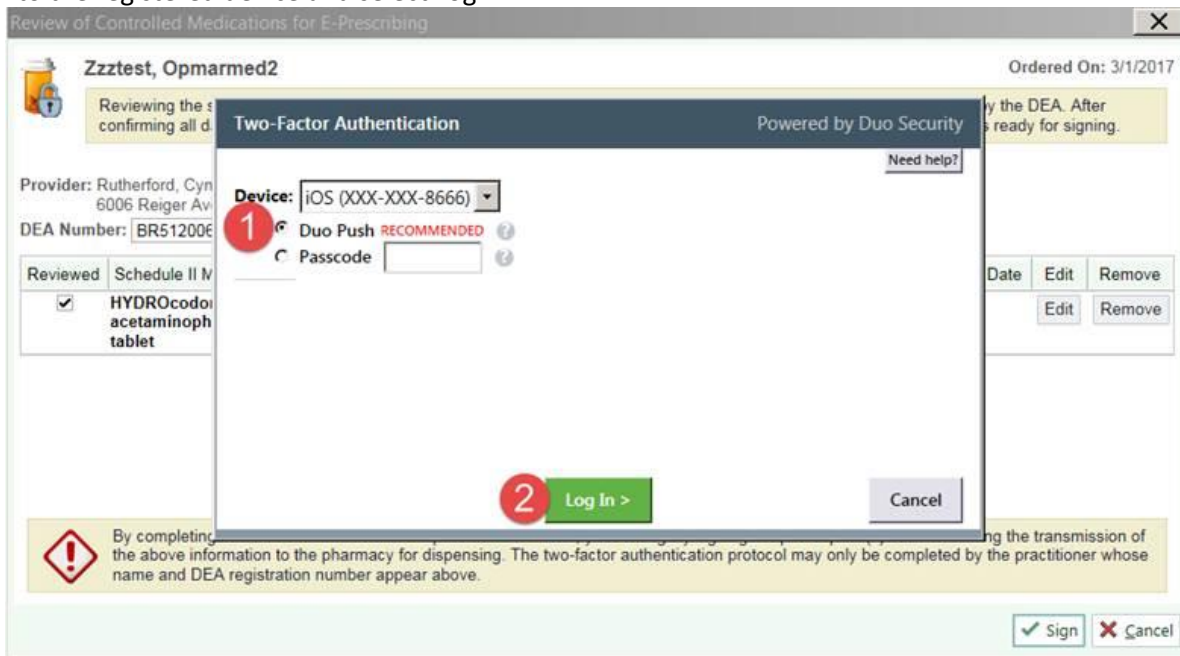 Review of Controlled Medications for E-Prescribing
X
Zzztest, Opmarmed2
Ordered On: 3/1/2017
Reviewing the
y the DEA. After
confirming all d
ready for signing.
Two-Factor Authentication
Powered by Duo Security
Need help?
Provider: Rutherford, Cyn
6006 Reiger Av
DEA Number: BR512006
Device: iOS (XXX-XXX-8666)
1
Duo Push RECOMMENDED ?
Passcode ?
Reviewed Schedule II M
Date Edit Remove
HYDROcodo
Edit Remove
acetaminoph
tablet
2 Log In >
Cancel
By completing
ng the transmission of
the above information to the pharmacy for dispensing. The two-factor authentication protocol may only be completed by the practitioner whose
name and DEA registration number appear above.
Sign Cancel